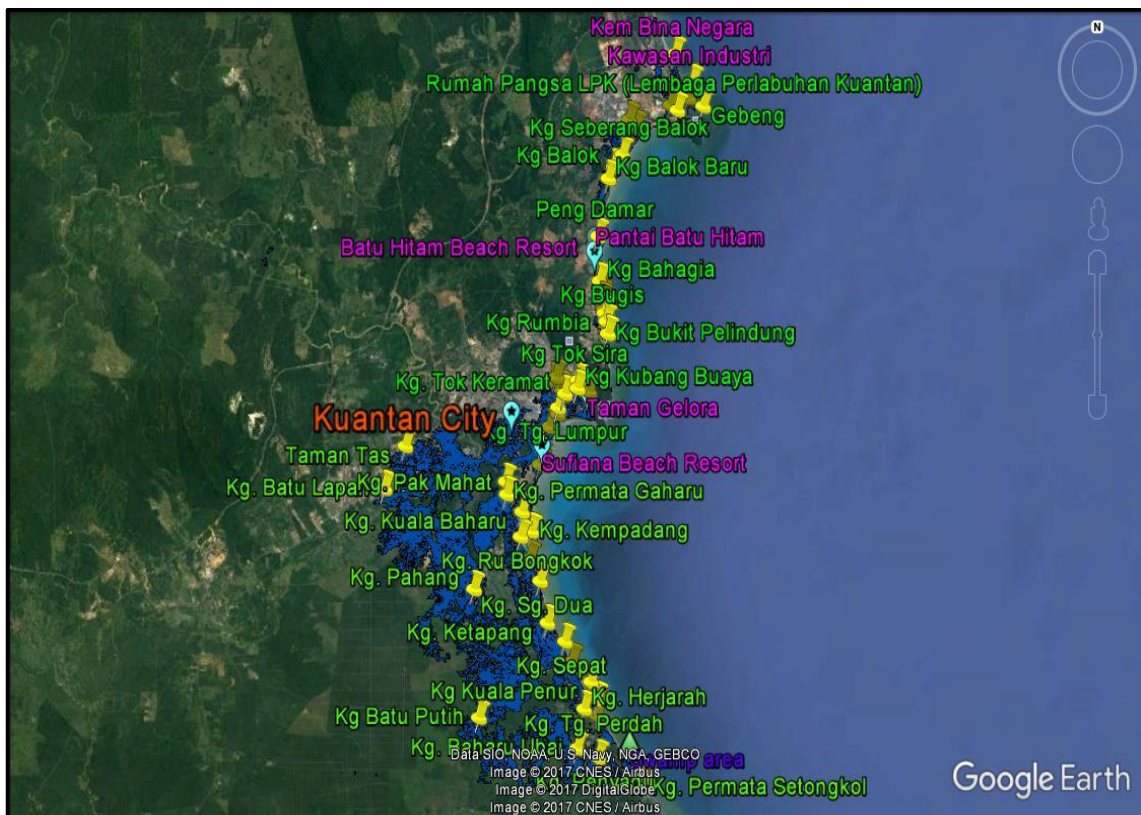 Kem Bina Negara
N
Kawasan Industri
Rumah Pangsa LPK (Lembaga Perlabuhan Kuantan)
Gebeng
Kg Seberang Balok
Kg Balok
Kg Balok Baru
Peng Damar
Pantai Batu Hitam
Batu Hitam Beach Resort
Kg Bahagia
Kg Bugis
Kg Rumbia
Kg Bukit Pelindung
Kg Tok Sira
Kg. Tok Keramat
Kg Kubang Buaya
Taman Gelora
Kuantan City
Kg. Tg. Lumpur
Taman Tas
Sufiana Beach Resort
Kg. Batu Lapan
Kg. Pak Mahat
Kg. Permata Gaharu
Kg. Kuala Baharu
Kg. Kempadang
Kg. Ru Bongkok
Kg. Pahang
Kg. Sg. Dua
Kg. Ketapang
Kg. Sepat
Kg Kuala Penur
Kg. Herjarah
Kg Batu Putih
Kg. Tg. Perdah
Kg. Baharu Ubai
Data SIO, NOAA, U.S. Navy, NGA, GEBCO
swamp area
Image © 2017 CNES / Airbus
Image © 2017 DigitalGlobe
Kg. Permata Setongkol
Image © 2017 CNES / Airbus
Google Earth